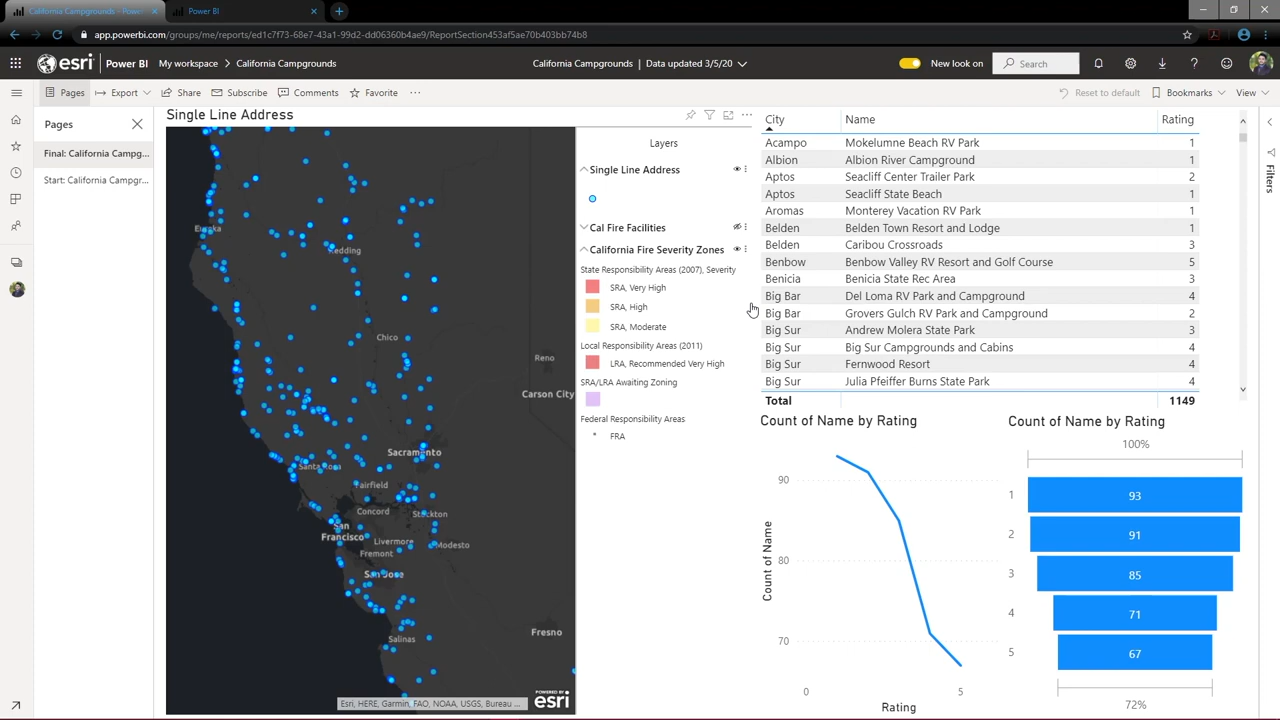 California Campgrounds - Powe
Power BI
app.powerbi.com/groups/me/reports/ed1c7f73-68e7-43a1-99d2-dd06360b4ae9/ReportSection453af5ae70b403bb74b8
esri Power BI My workspace > California Campgrounds California Campgrounds | Data updated 3/5/20 New look on Search
Pages Export Share Subscribe Comments Favorite ... Reset to default Bookmarks View
Pages
Final: California Campg...
Start: California Campgr...
Filters
Single Line Address
Eureka
Redding
Chico
Reno
Carson City
Sacramento
Santa Rosa
Fairfield
Concord
Stockton
San Francisco
Livermore
Modesto
Fremont
San Jose
Salinas
Fresno
Esri, HERE, Garmin, FAO, NOAA, USGS, Bureau ...
POWERED BY
esri
Layers
Single Line Address
Cal Fire Facilities
California Fire Severity Zones
State Responsibility Areas (2007), Severity
SRA, Very High
SRA, High
SRA, Moderate
Local Responsibility Areas (2011)
LRA, Recommended Very High
SRA/LRA Awaiting Zoning
Federal Responsibility Areas
FRA
City Name Rating
Acampo Mokelumne Beach RV Park 1
Albion Albion River Campground 1
Aptos Seacliff Center Trailer Park 2
Aptos Seacliff State Beach 1
Aromas Monterey Vacation RV Park 1
Belden Belden Town Resort and Lodge 1
Belden Caribou Crossroads 3
Benbow Benbow Valley RV Resort and Golf Course 5
Benicia Benicia State Rec Area 3
Big Bar Del Loma RV Park and Campground 4
Big Bar Grovers Gulch RV Park and Campground 2
Big Sur Andrew Molera State Park 3
Big Sur Big Sur Campgrounds and Cabins 4
Big Sur Fernwood Resort 4
Big Sur Julia Pfeiffer Burns State Park 4
Total 1149
Count of Name by Rating
90
80
70
Count of Name
0 5
Rating
Count of Name by Rating
100%
1 93
2 91
3 85
4 71
5 67
72%